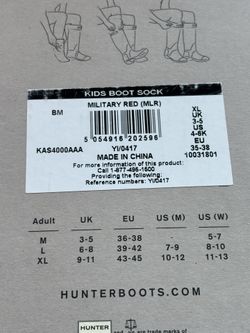 KIDS BOOT SOCK
BM
MILITARY RED (MLR)
5 054916 202596
XL
UK
3-5
US
4-6K
EU
35-38
10031801
KAS4000AAA
YI/0417
MADE IN CHINA
For more information of this product:
Call 1-877-496-1500
Providing the following:
Reference numbers: YI/0417
Adult UK EU US (M) US (W)
M 3-5 36-38 - 5-7
L 6-8 39-42 7-9 8-10
XL 9-11 43-45 10-12 11-13
HUNTERBOOTS.COM
HUNTER